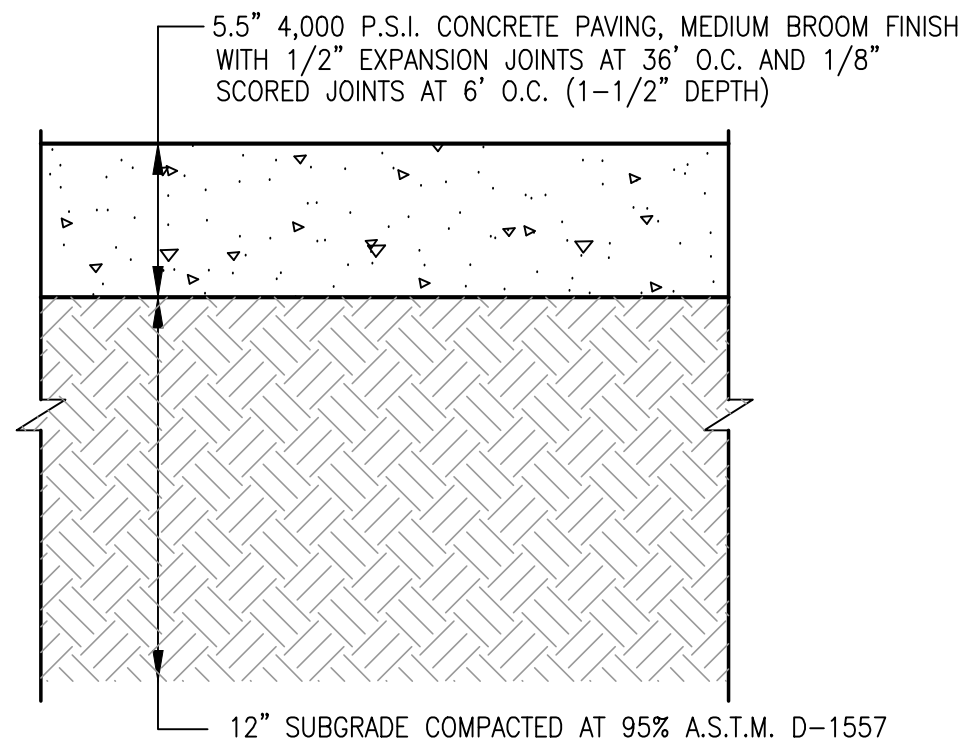 5.5” 4,000 P.S.I. CONCRETE PAVING, MEDIUM BROOM FINISH
WITH 1/2” EXPANSION JOINTS AT 36’ O.C. AND 1/8”
SCORED JOINTS AT 6’ O.C. (1-1/2” DEPTH)
12” SUBGRADE COMPACTED AT 95% A.S.T.M. D-1557